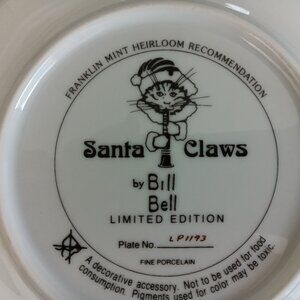 FRANKLIN MINT HEIRLOOM RECOMMENDATION
Santa Claws
by Bill
Bell
LIMITED EDITION
Plate No. LP1193
FINE PORCELAIN
A decorative accessory. Not to be used for food
consumption. Pigments used for color may be toxic.